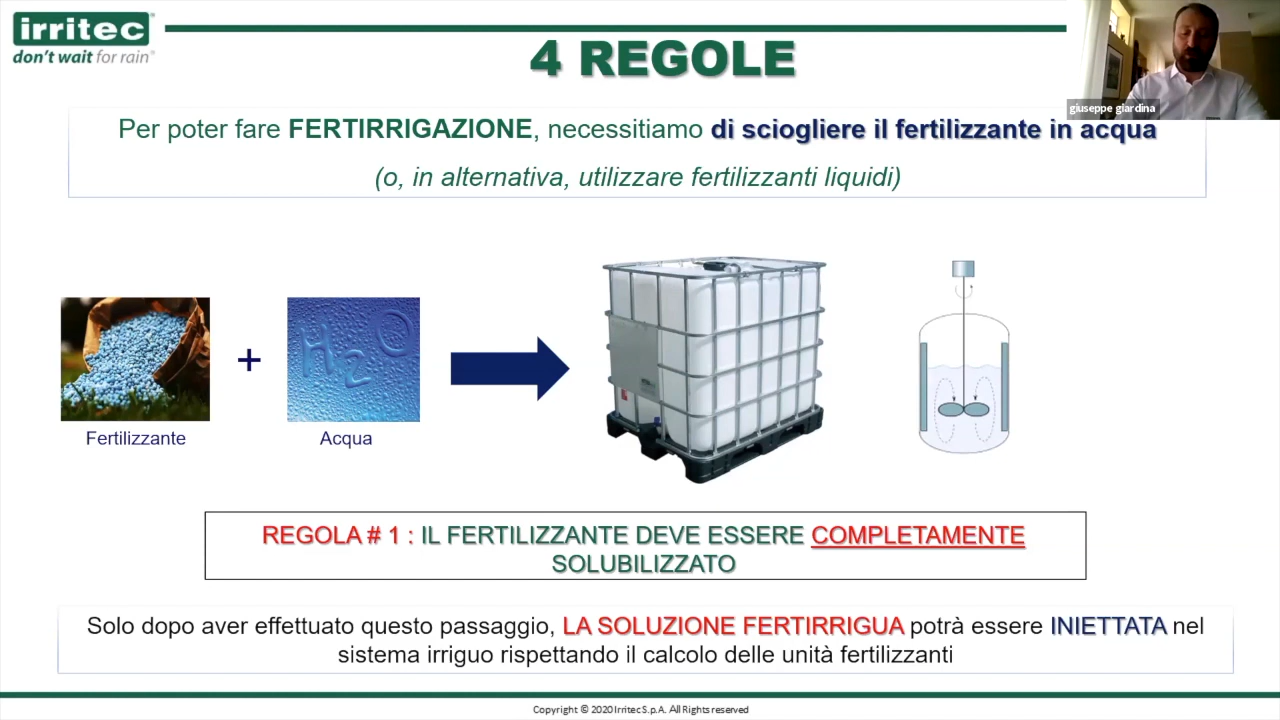 irritec
don't wait for rain®
4 REGOLE
giuseppe giardina
Per poter fare FERTIRRIGAZIONE, necessitiamo di sciogliere il fertilizzante in acqua
(o, in alternativa, utilizzare fertilizzanti liquidi)
+
H2O
Fertilizzante
Acqua
REGOLA # 1 : IL FERTILIZZANTE DEVE ESSERE COMPLETAMENTE
SOLUBILIZZATO
Solo dopo aver effettuato questo passaggio, LA SOLUZIONE FERTIRRIGUA potrà essere INIETTATA nel
sistema irriguo rispettando il calcolo delle unità fertilizzanti
Copyright © 2020 Irritec S.p.A. All Rights reserved